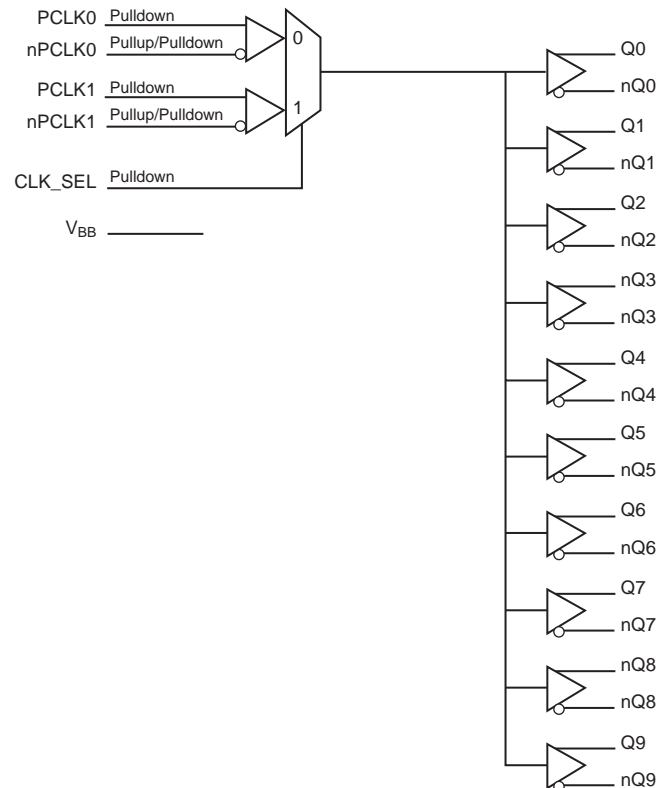 PCLK0 Pulldown
nPCLK0 Pullup/Pulldown
0
PCLK1 Pulldown
nPCLK1 Pullup/Pulldown
1
CLK_SEL Pulldown
VBB
Q0
nQ0
Q1
nQ1
Q2
nQ2
nQ3
nQ3
Q4
nQ4
Q5
nQ5
Q6
nQ6
Q7
nQ7
nQ8
nQ8
Q9
nQ9